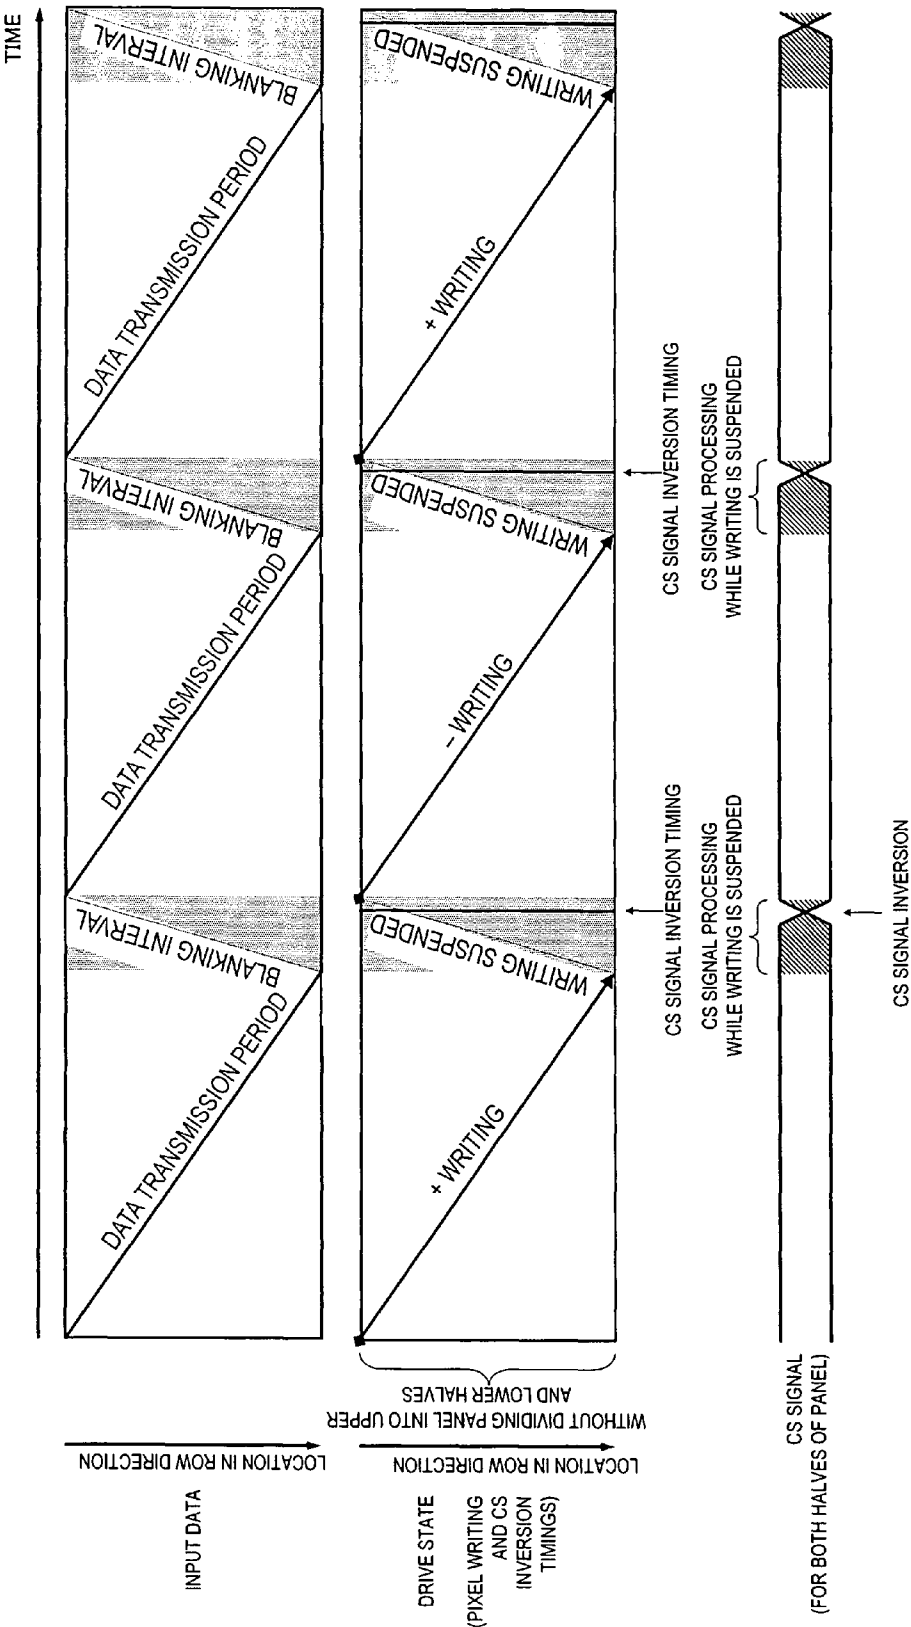 TIME
INPUT DATA
LOCATION IN ROW DIRECTION
DATA TRANSMISSION PERIOD
BLANKING INTERVAL
DATA TRANSMISSION PERIOD
BLANKING INTERVAL
DATA TRANSMISSION PERIOD
BLANKING INTERVAL
DRIVE STATE
(PIXEL WRITING
AND CS
INVERSION
TIMINGS)
LOCATION IN ROW DIRECTION
WITHOUT DIVIDING PANEL INTO UPPER
AND LOWER HALVES
+ WRITING
WRITING SUSPENDED
– WRITING
WRITING SUSPENDED
+ WRITING
WRITING SUSPENDED
CS SIGNAL INVERSION TIMING
CS SIGNAL PROCESSING
WHILE WRITING IS SUSPENDED
CS SIGNAL INVERSION TIMING
CS SIGNAL PROCESSING
WHILE WRITING IS SUSPENDED
CS SIGNAL
(FOR BOTH HALVES OF PANEL)
CS SIGNAL INVERSION